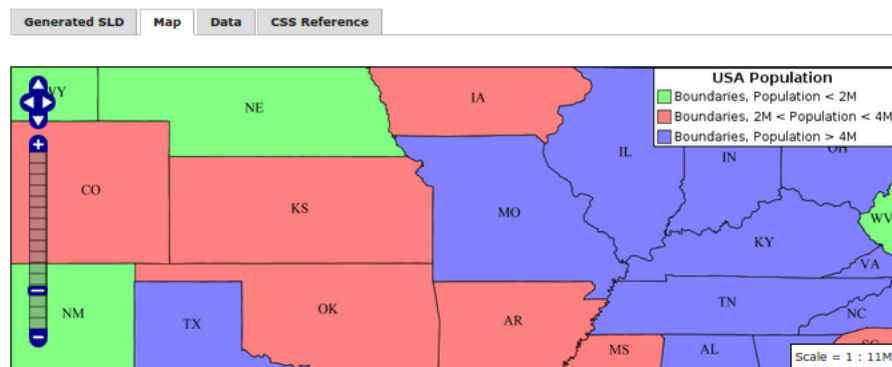 Generated SLD
Map
Data
CSS Reference
USA Population
Boundaries, Population < 2M
Boundaries, 2M < Population < 4M
Boundaries, Population > 4M
WY
NE
IA
IL
IN
OH
CO
KS
MO
KY
WV
VA
NM
TX
OK
AR
TN
NC
MS
AL
SC
Scale = 1 : 11M